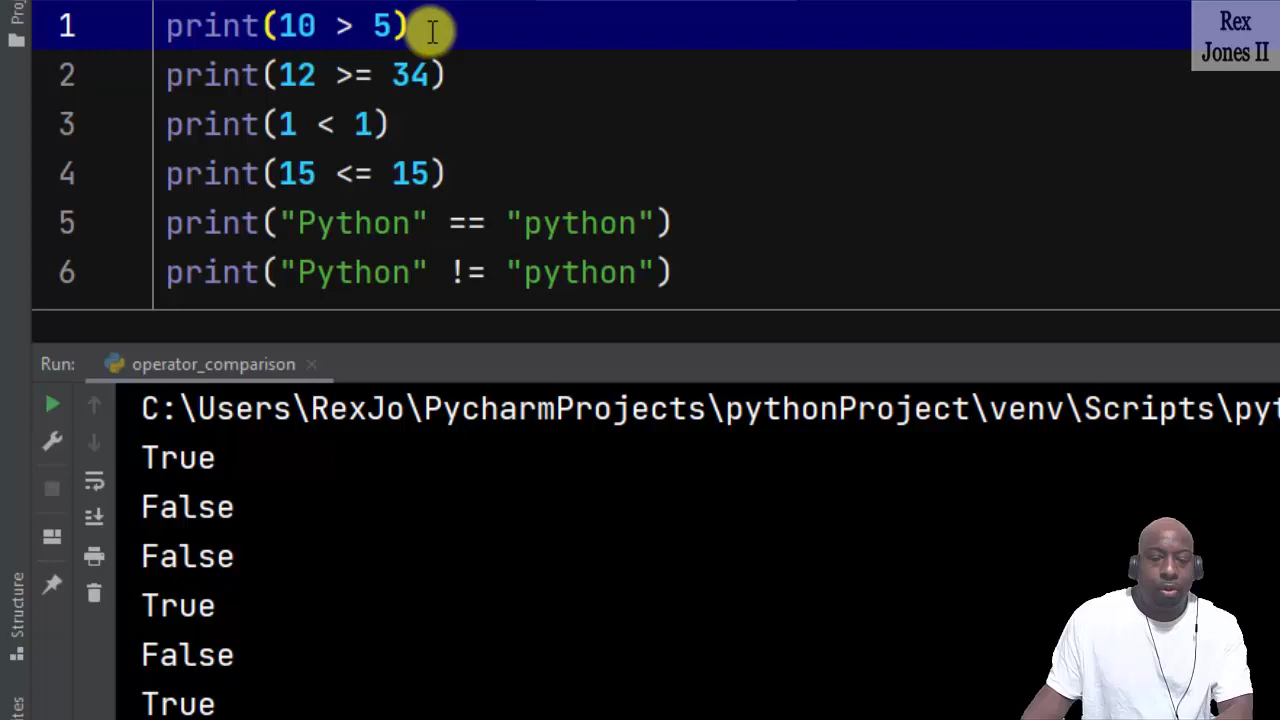 1 print(10 > 5)
2 print(12 >= 34)
3 print(1 < 1)
4 print(15 <= 15)
5 print("Python" == "python")
6 print("Python" != "python")
Rex
Jones II
Run: operator_comparison
C:\Users\RexJo\PycharmProjects\pythonProject\venv\Scripts\pyt
True
False
False
True
False
True
Structure